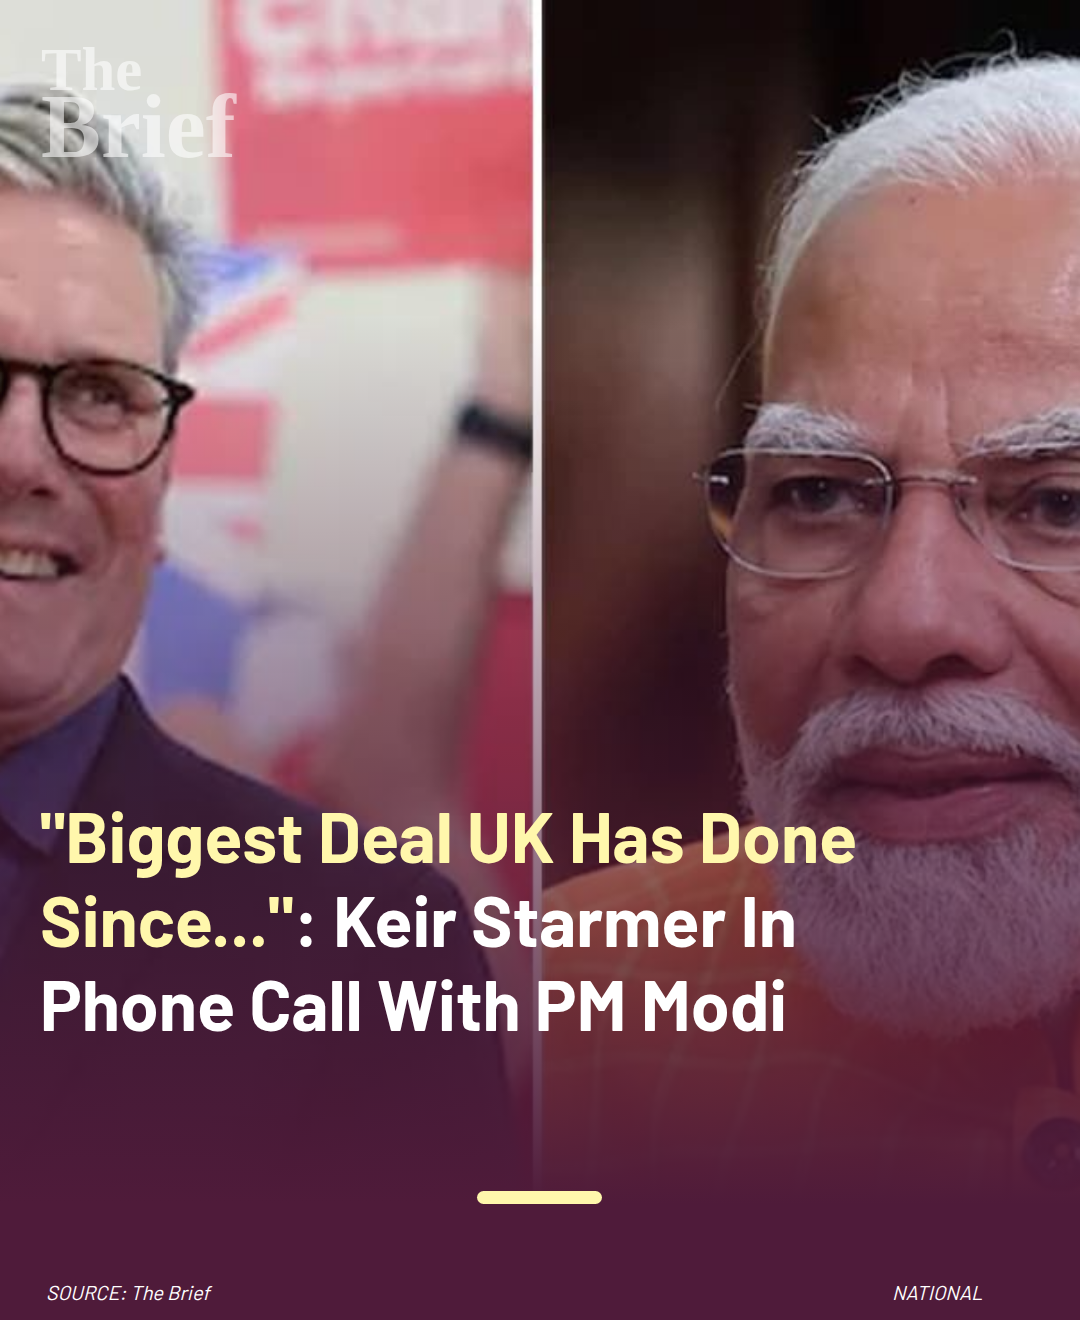 The
Brief
"Biggest Deal UK Has Done
Since...": Keir Starmer In
Phone Call With PM Modi
SOURCE: The Brief
NATIONAL